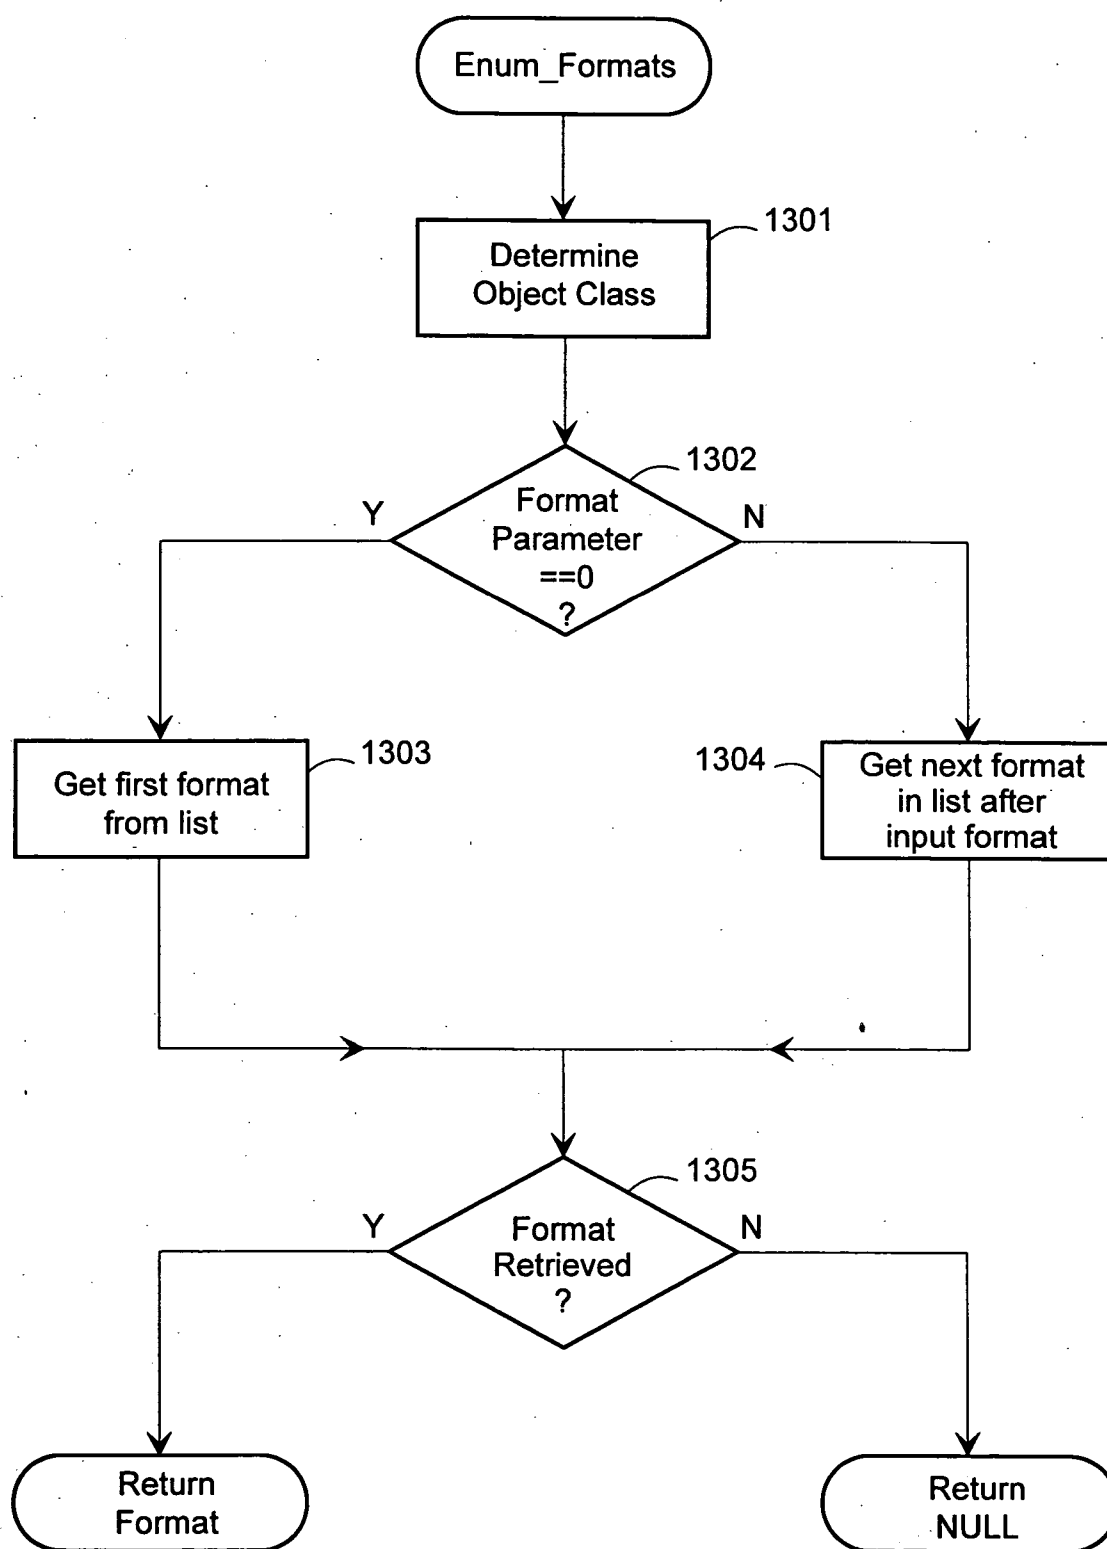 Enum_Formats
1301
Determine
Object Class
1302
Y
Format
Parameter
==0
?
N
Get first format
from list
1303
1304
Get next format
in list after
input format
1305
Y
Format
Retrieved
?
N
Return
Format
Return
NULL